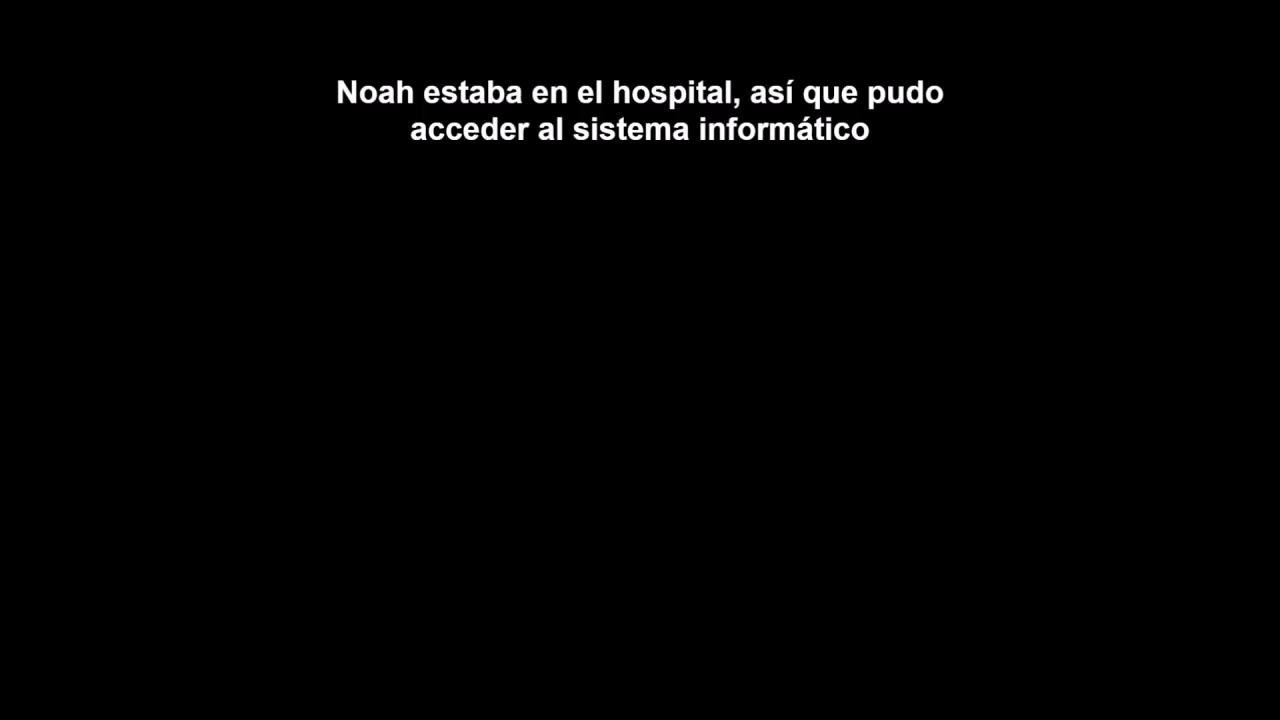 Noah estaba en el hospital, así que pudo
acceder al sistema informático